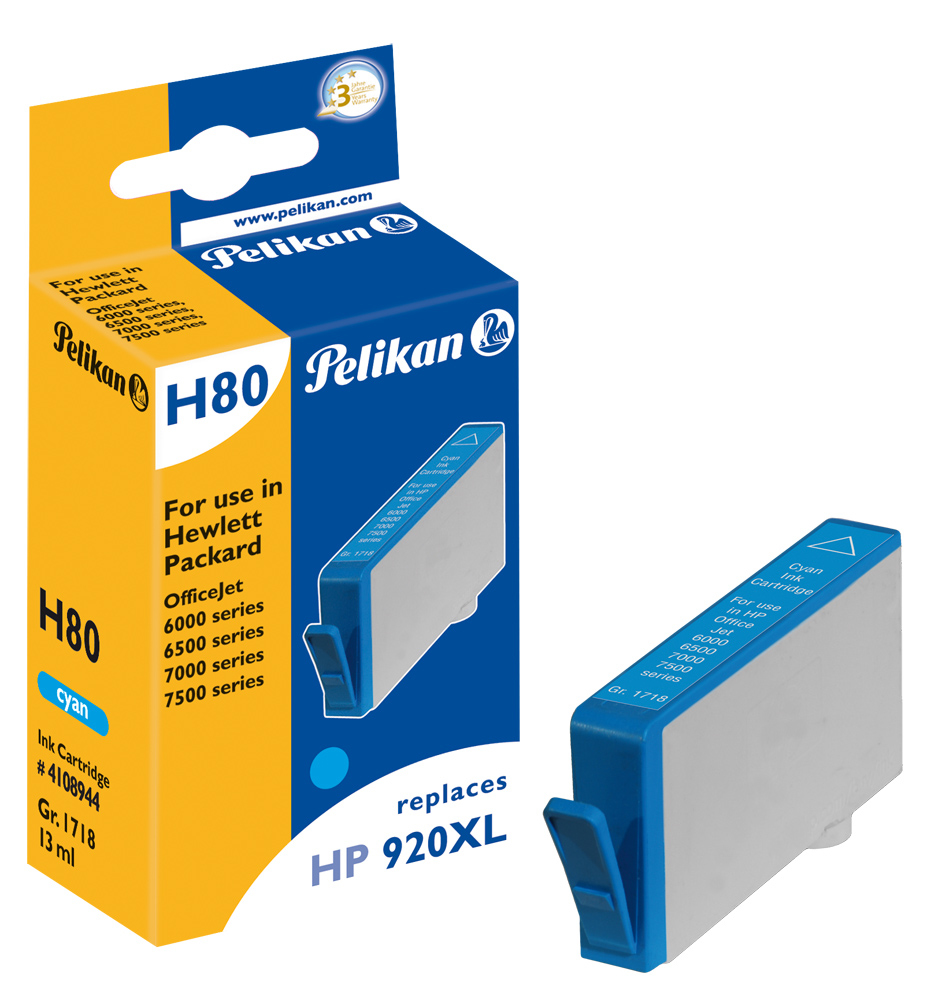 3
Jahre
Garantie
Years
Warranty
www.pelikan.com
Pelikan
For use in
Hewlett
Packard
OfficeJet
6000 series,
6500 series,
7000 series,
7500 series
Pelikan
H80
Pelikan
For use in
Hewlett
Packard
OfficeJet
6000 series
6500 series
7000 series
7500 series
Cyan
Ink
Cartridge
For use
in HP
Office
Jet
6000
6500
7000
7500
series
Gr. 1718
H80
cyan
Ink Cartridge
# 4108944
Gr. 1718
13 ml
replaces
HP 920XL
Cyan
Ink
Cartridge
For use
in HP
Office
Jet
6000
6500
7000
7500
series
Gr. 1718